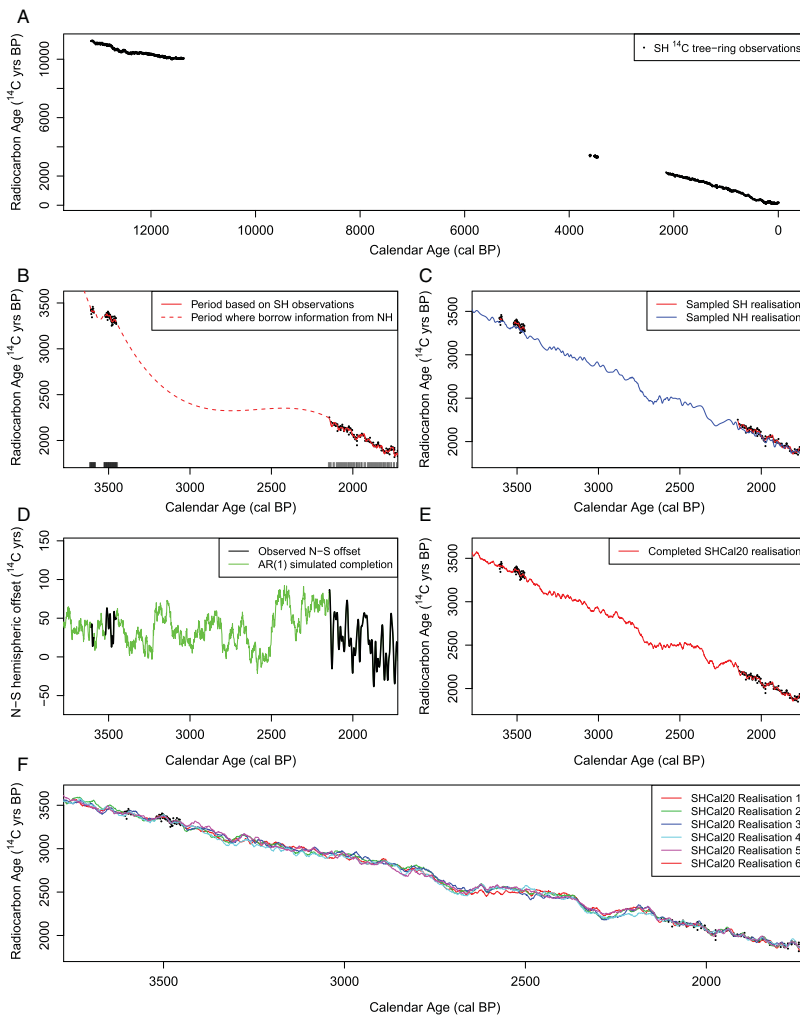 A
Radiocarbon Age (¹⁴C yrs BP)
0 2000 6000 10000
SH ¹⁴C tree−ring observations
12000 10000 8000 6000 4000 2000 0
Calendar Age (cal BP)
B
Radiocarbon Age (¹⁴C yrs BP)
2000 2500 3000 3500
Period based on SH observations
Period where borrow information from NH
3500 3000 2500 2000
Calendar Age (cal BP)
C
Radiocarbon Age (¹⁴C yrs BP)
2000 2500 3000 3500
Sampled SH realisation
Sampled NH realisation
3500 3000 2500 2000
Calendar Age (cal BP)
D
N−S hemispheric offset (¹⁴C yrs)
−50 0 50 100 150
Observed N−S offset
AR(1) simulated completion
3500 3000 2500 2000
Calendar Age (cal BP)
E
Radiocarbon Age (¹⁴C yrs BP)
2000 2500 3000 3500
Completed SHCal20 realisation
3500 3000 2500 2000
Calendar Age (cal BP)
F
Radiocarbon Age (¹⁴C yrs BP)
2000 2500 3000 3500
SHCal20 Realisation 1
SHCal20 Realisation 2
SHCal20 Realisation 3
SHCal20 Realisation 4
SHCal20 Realisation 5
SHCal20 Realisation 6
3500 3000 2500 2000
Calendar Age (cal BP)